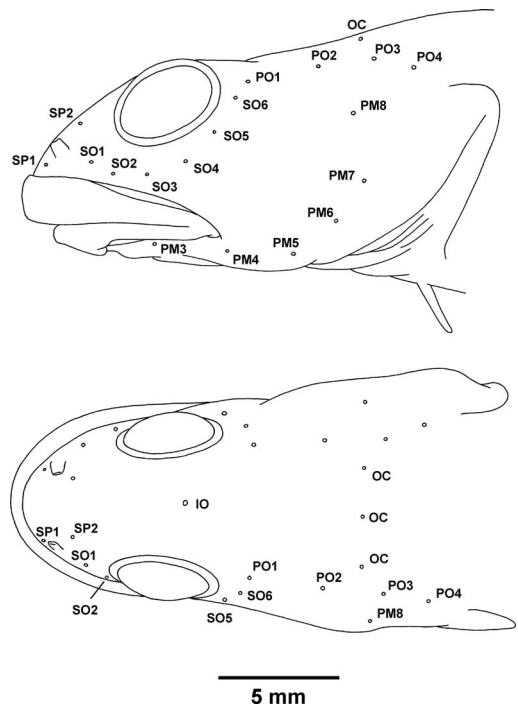 OC
PO2 PO3 PO4
PO1
SO6
SP2 PM8
SO5
SP1 SO1 SO2 SO4
SO3 PM7
PM6
PM3 PM4 PM5
OC
IO
OC
SP1 SP2
SO1 OC
PO1 PO2
SO2 SO6 PO3 PO4
SO5 PM8
5 mm